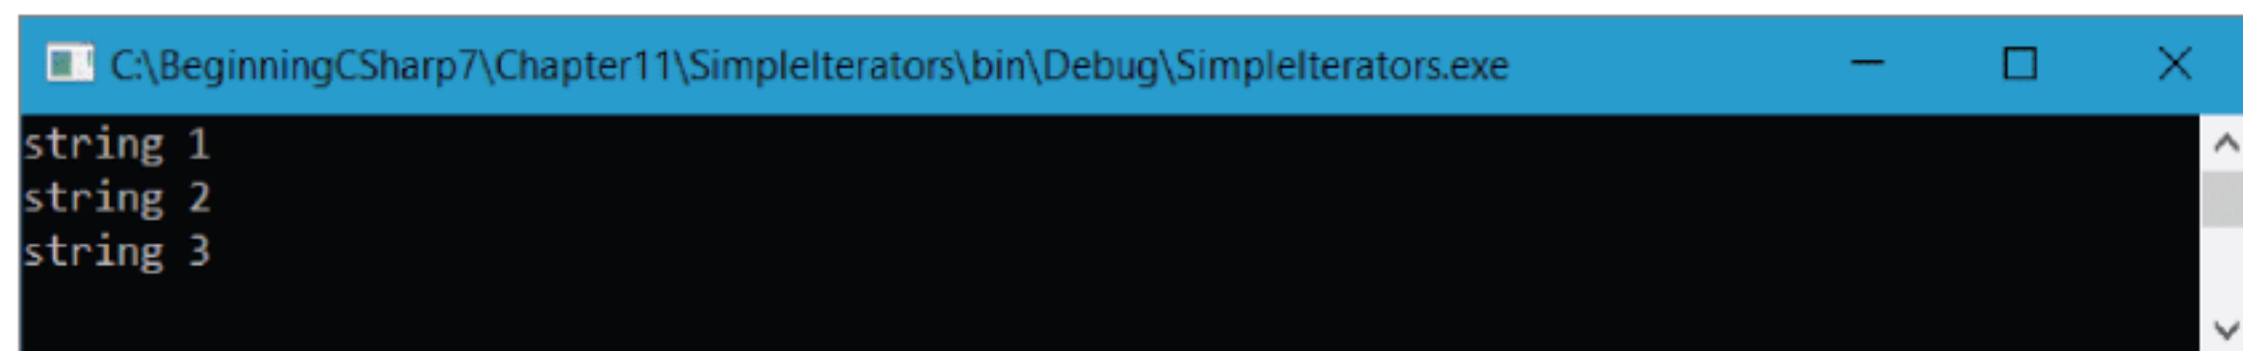 C:\BeginningCSharp7\Chapter11\SimpleIterators\bin\Debug\SimpleIterators.exe
string 1
string 2
string 3